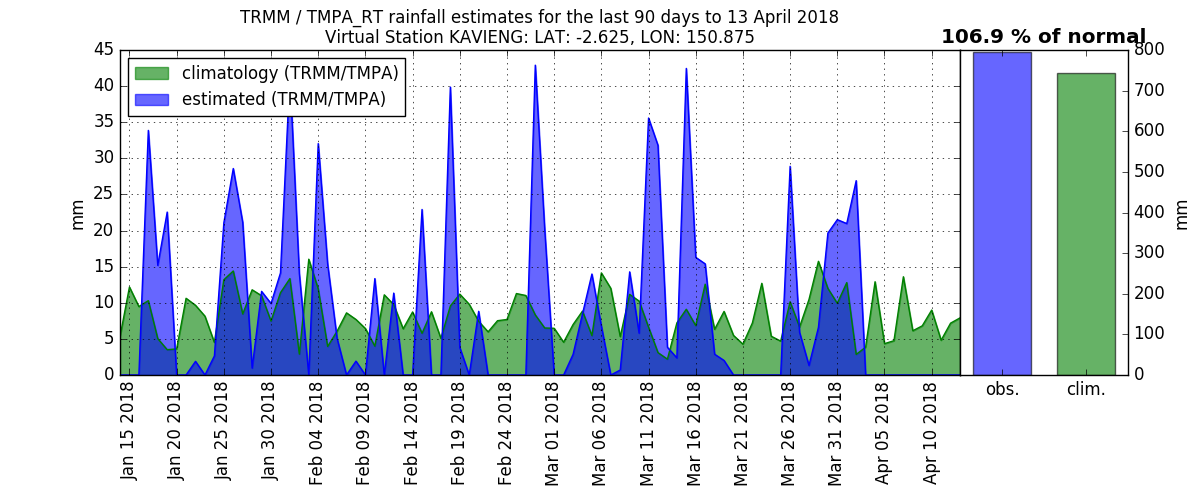 TRMM / TMPA_RT rainfall estimates for the last 90 days to 13 April 2018
Virtual Station KAVIENG: LAT: -2.625, LON: 150.875
106.9 % of normal
climatology (TRMM/TMPA)
estimated (TRMM/TMPA)
mm
45
40
35
30
25
20
15
10
5
0
Jan 15 2018
Jan 20 2018
Jan 25 2018
Jan 30 2018
Feb 04 2018
Feb 09 2018
Feb 14 2018
Feb 19 2018
Feb 24 2018
Mar 01 2018
Mar 06 2018
Mar 11 2018
Mar 16 2018
Mar 21 2018
Mar 26 2018
Mar 31 2018
Apr 05 2018
Apr 10 2018
obs.
clim.
800
700
600
500
400
300
200
100
0
mm